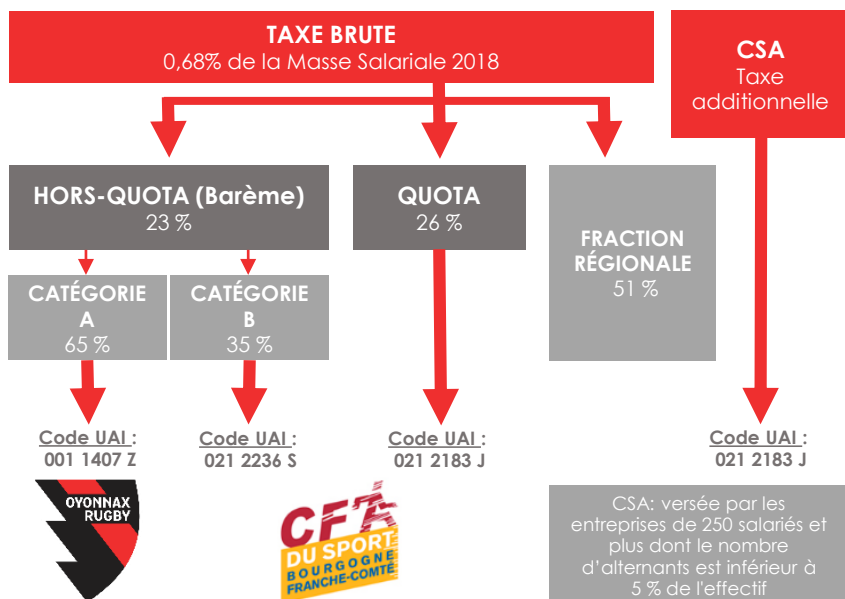 TAXE BRUTE
0,68% de la Masse Salariale 2018
CSA
Taxe
additionnelle
HORS-QUOTA (Barème)
23 %
QUOTA
26 %
FRACTION
RÉGIONALE
51 %
CATÉGORIE
A
65 %
CATÉGORIE
B
35 %
Code UAI :
001 1407 Z
Code UAI :
021 2236 S
Code UAI :
021 2183 J
Code UAI :
021 2183 J
OYONNAX
RUGBY
CFA
DU SPORT
BOURGOGNE
FRANCHE-COMTÉ
CSA: versée par les
entreprises de 250 salariés et
plus dont le nombre
d'alternants est inférieur à
5 % de l'effectif